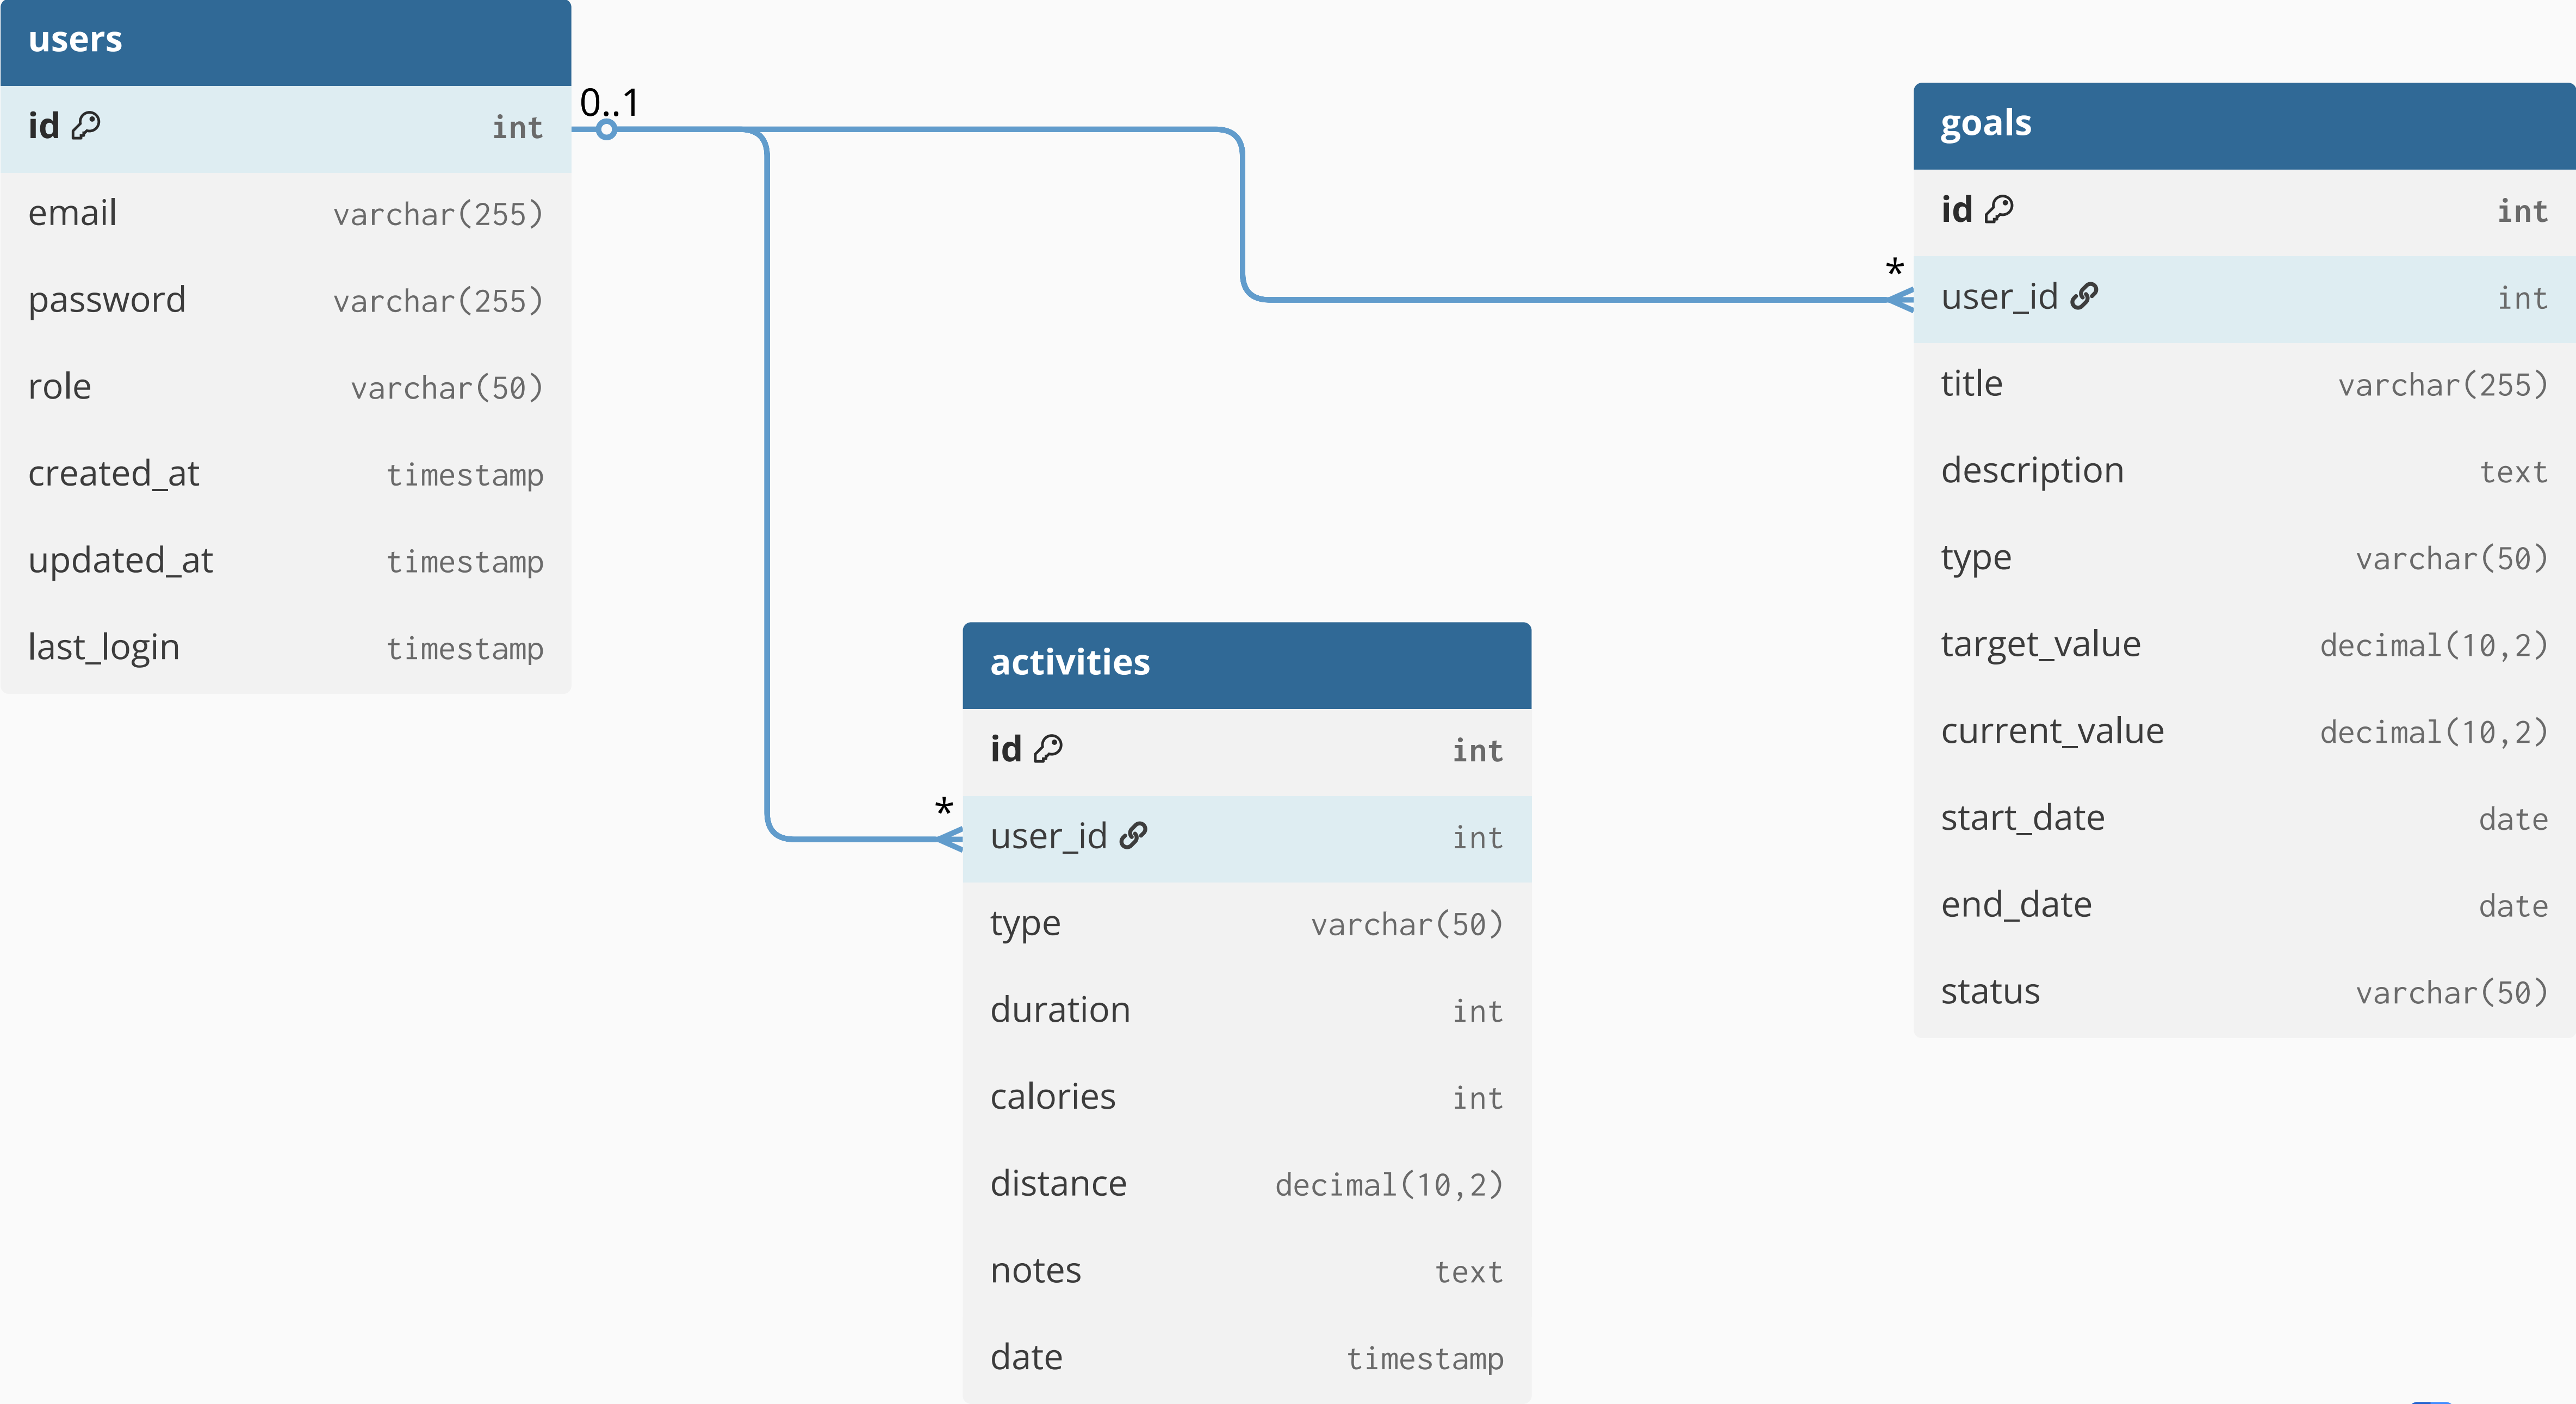 users
id int
email varchar(255)
password varchar(255)
role varchar(50)
created_at timestamp
updated_at timestamp
last_login timestamp
0..1
*
goals
id int
user_id int
title varchar(255)
description text
type varchar(50)
target_value decimal(10,2)
current_value decimal(10,2)
start_date date
end_date date
status varchar(50)
*
activities
id int
user_id int
type varchar(50)
duration int
calories int
distance decimal(10,2)
notes text
date timestamp